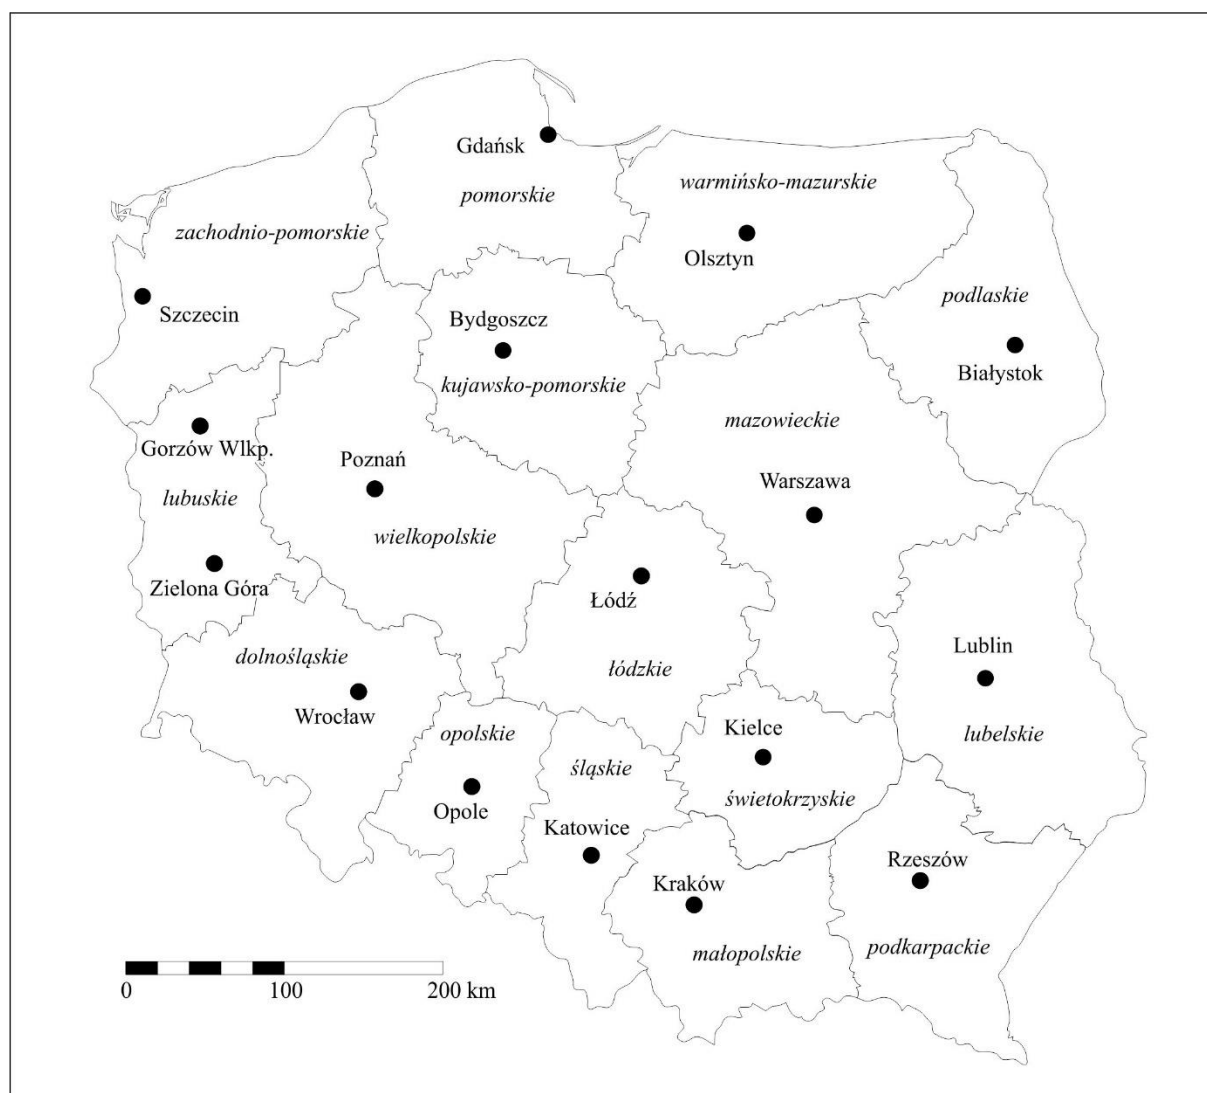 Gdańsk
pomorskie
warmińsko-mazurskie
zachodnio-pomorskie
Olsztyn
Szczecin
podlaskie
Bydgoszcz
Białystok
kujawsko-pomorskie
mazowieckie
Gorzów Wlkp.
Poznań
Warszawa
lubuskie
wielkopolskie
Zielona Góra
Łódź
dolnośląskie
łódzkie
Lublin
Wrocław
opolskie
Kielce
lubelskie
śląskie
świetokrzyskie
Opole
Katowice
Rzeszów
Kraków
małopolskie
podkarpackie
0 100 200 km